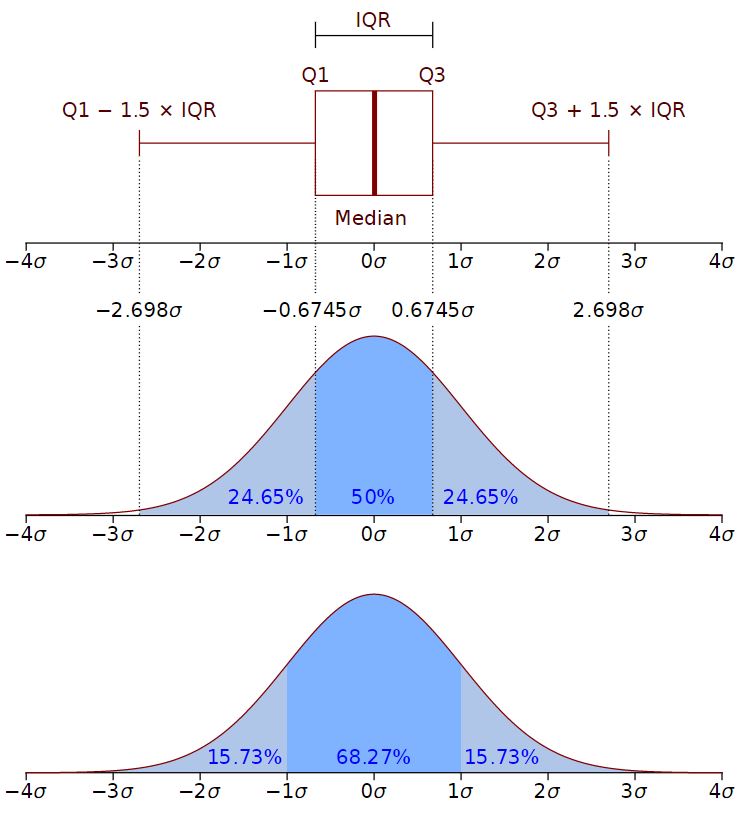 IQR
Q1 Q3
Q1 − 1.5 × IQR Q3 + 1.5 × IQR
Median
−4σ −3σ −2σ −1σ 0σ 1σ 2σ 3σ 4σ
−2.698σ −0.6745σ 0.6745σ 2.698σ
24.65% 50% 24.65%
−4σ −3σ −2σ −1σ 0σ 1σ 2σ 3σ 4σ
15.73% 68.27% 15.73%
−4σ −3σ −2σ −1σ 0σ 1σ 2σ 3σ 4σ